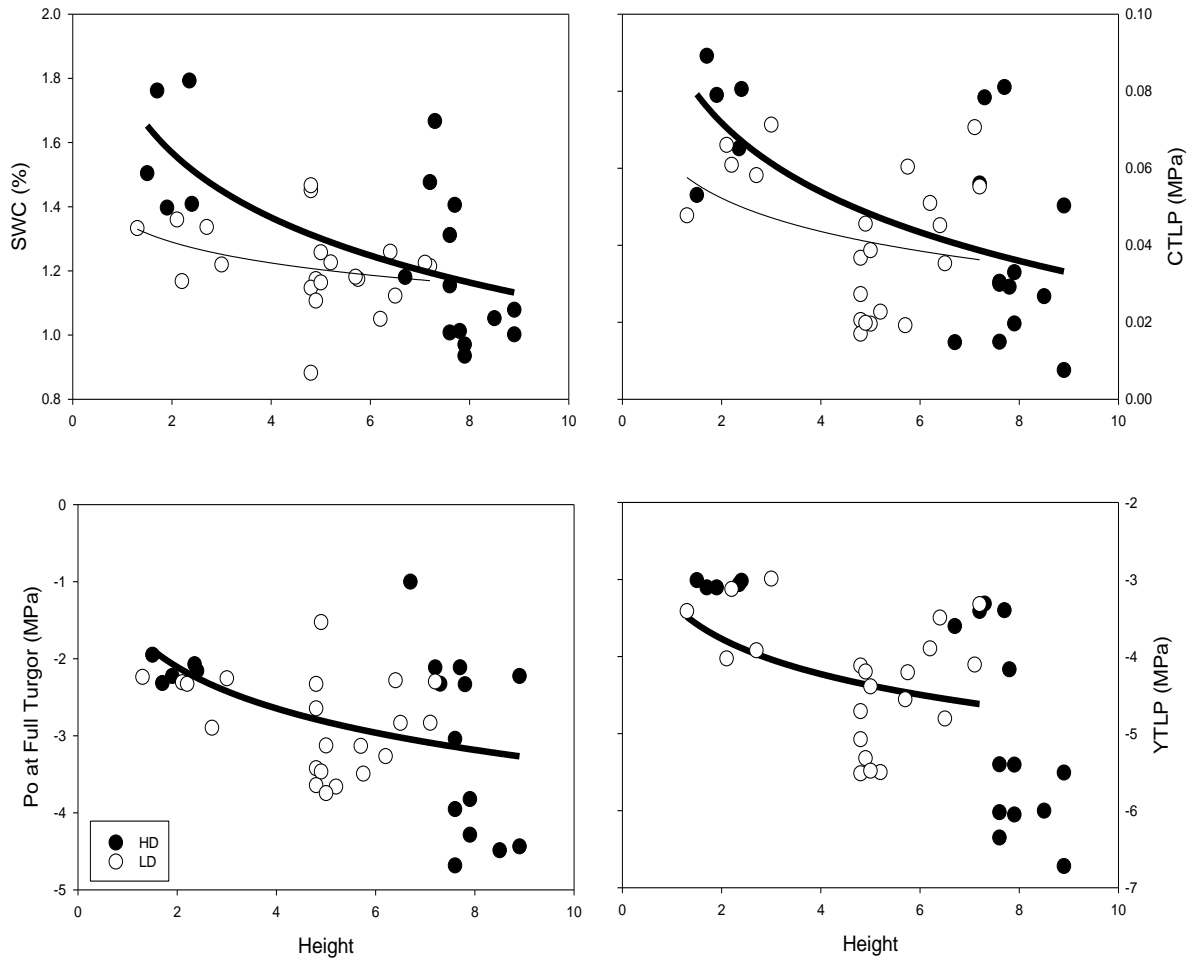 2.0
1.8
1.6
1.4
1.2
1.0
0.8
SWC (%)
0 2 4 6 8 10
0.10
0.08
0.06
0.04
0.02
0.00
CTLP (MPa)
0 2 4 6 8 10
0
-1
-2
-3
-4
-5
Po at Full Turgor (MPa)
HD
LD
0 2 4 6 8 10
Height
-2
-3
-4
-5
-6
-7
YTLP (MPa)
0 2 4 6 8 10
Height